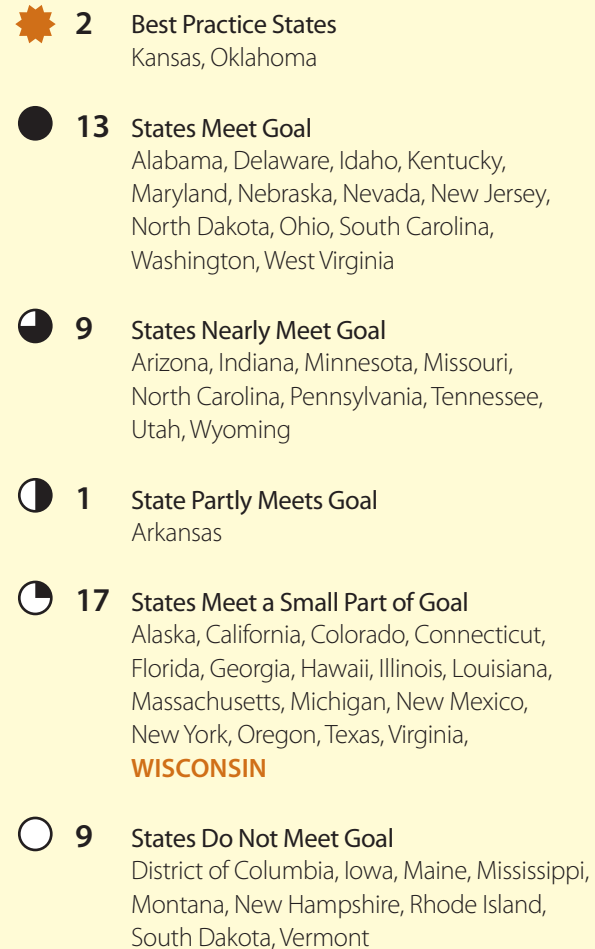 2 Best Practice States
Kansas, Oklahoma
13 States Meet Goal
Alabama, Delaware, Idaho, Kentucky,
Maryland, Nebraska, Nevada, New Jersey,
North Dakota, Ohio, South Carolina,
Washington, West Virginia
9 States Nearly Meet Goal
Arizona, Indiana, Minnesota, Missouri,
North Carolina, Pennsylvania, Tennessee,
Utah, Wyoming
1 State Partly Meets Goal
Arkansas
17 States Meet a Small Part of Goal
Alaska, California, Colorado, Connecticut,
Florida, Georgia, Hawaii, Illinois, Louisiana,
Massachusetts, Michigan, New Mexico,
New York, Oregon, Texas, Virginia,
WISCONSIN
9 States Do Not Meet Goal
District of Columbia, Iowa, Maine, Mississippi,
Montana, New Hampshire, Rhode Island,
South Dakota, Vermont